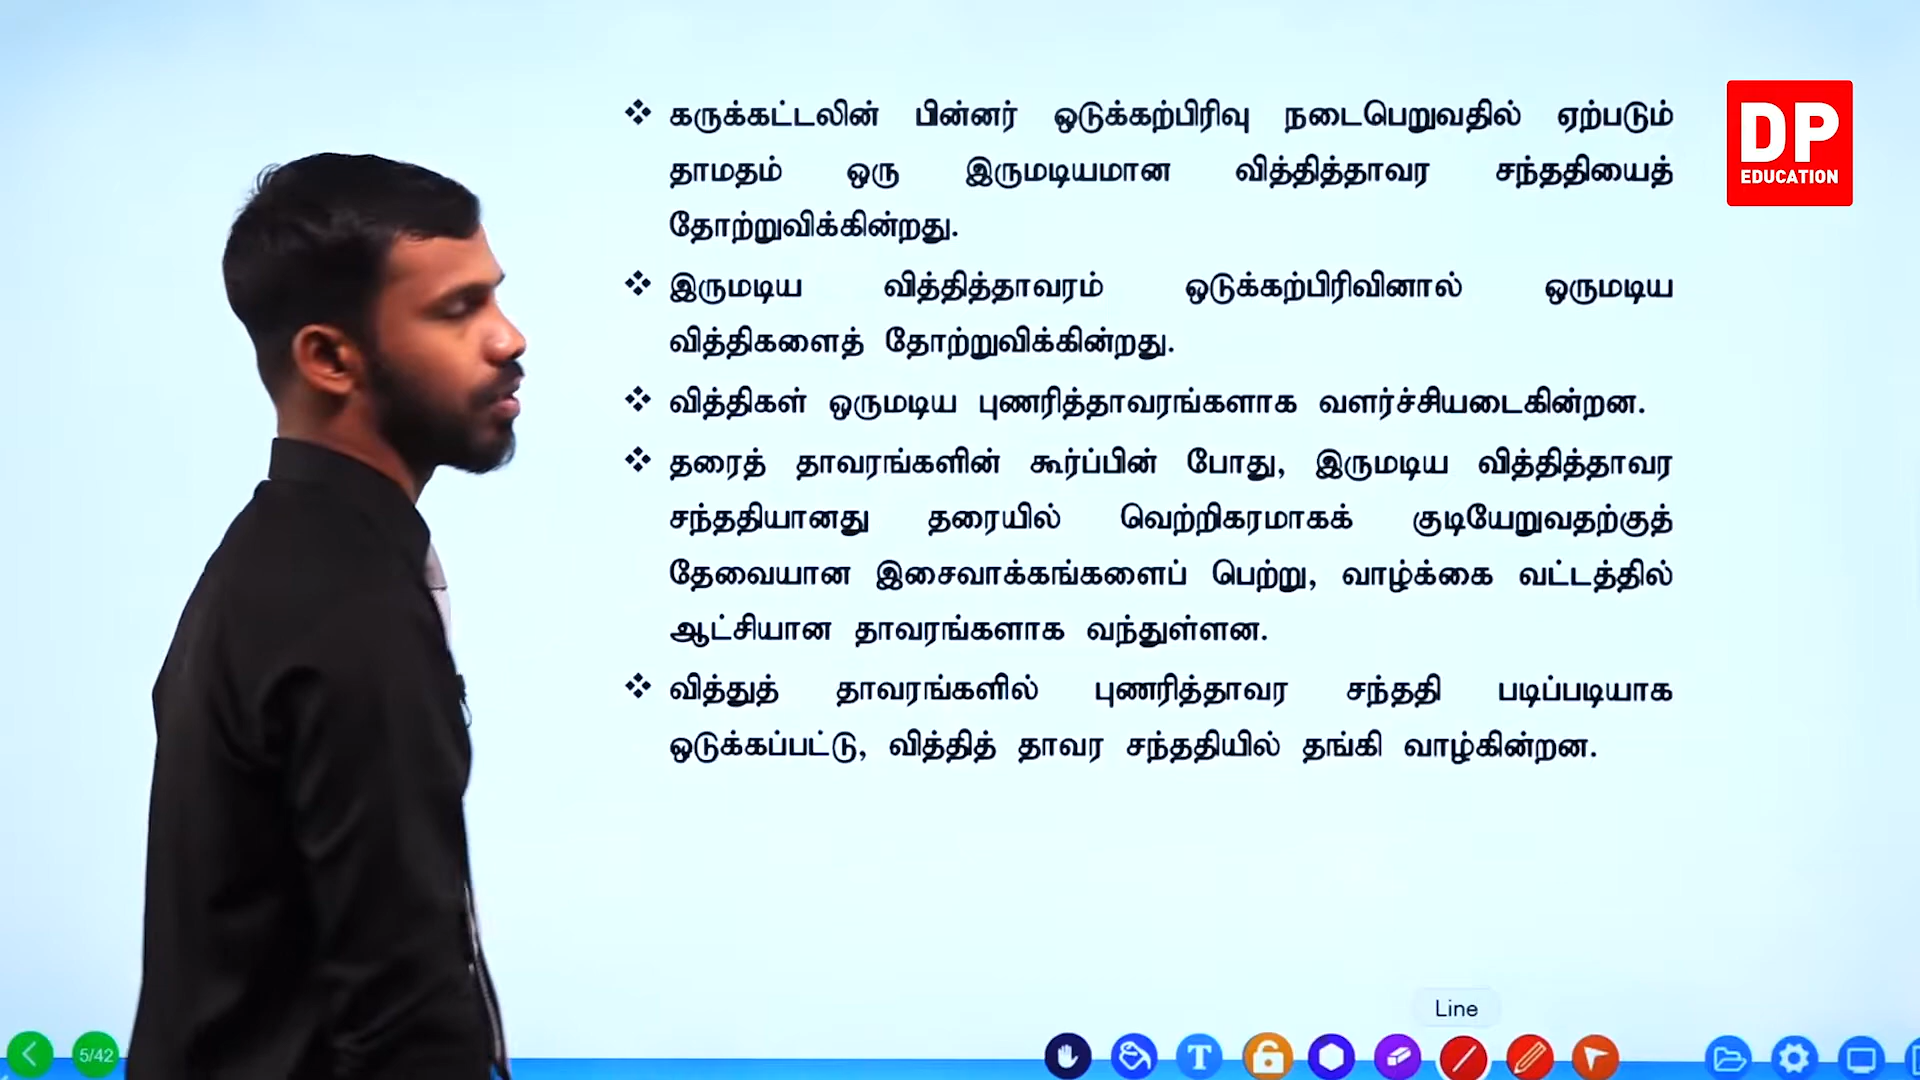 DP
EDUCATION
❖ கருக்கட்டலின் பின்னர் ஒடுக்கற்பிரிவு நடைபெறுவதில் ஏற்படும்
தாமதம் ஒரு இருமடியமான வித்தித்தாவர சந்ததியைத்
தோற்றுவிக்கின்றது.
❖ இருமடிய வித்தித்தாவரம் ஒடுக்கற்பிரிவினால் ஒருமடிய
வித்திகளைத் தோற்றுவிக்கின்றது.
❖ வித்திகள் ஒருமடிய புணரித்தாவரங்களாக வளர்ச்சியடைகின்றன.
❖ தரைத் தாவரங்களின் கூர்ப்பின் போது, இருமடிய வித்தித்தாவர
சந்ததியானது தரையில் வெற்றிகரமாகக் குடியேறுவதற்குத்
தேவையான இசைவாக்கங்களைப் பெற்று, வாழ்க்கை வட்டத்தில்
ஆட்சியான தாவரங்களாக வந்துள்ளன.
❖ வித்துத் தாவரங்களில் புணரித்தாவர சந்ததி படிப்படியாக
ஒடுக்கப்பட்டு, வித்தித் தாவர சந்ததியில் தங்கி வாழ்கின்றன.
Line
5/42
T